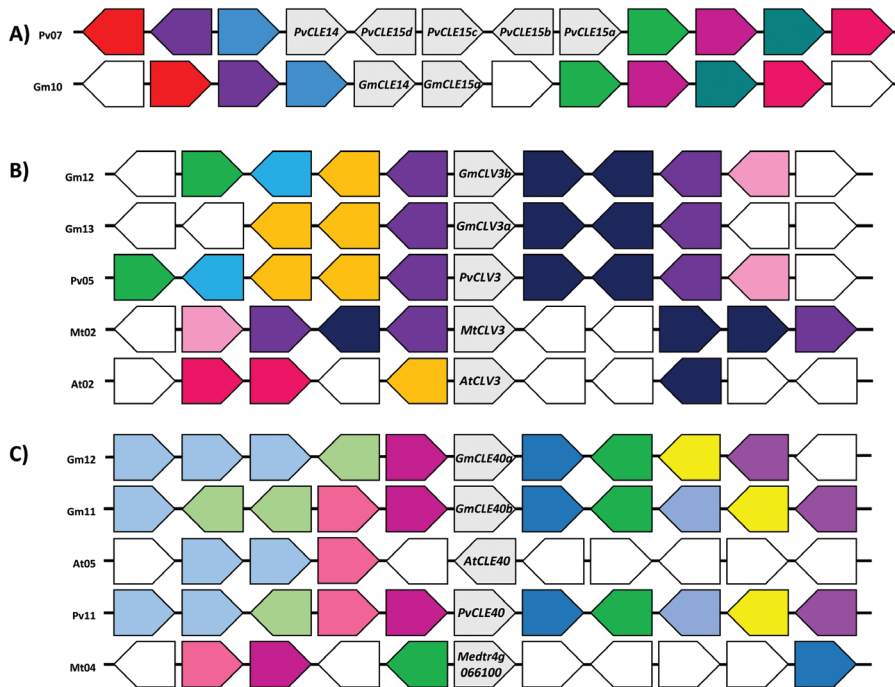 A)
Pv07 PvCLE14 PvCLE15d PvCLE15c PvCLE15b PvCLE15a
Gm10 GmCLE14 GmCLE15a
B)
Gm12 GmCLV3b
Gm13 GmCLV3a
Pv05 PvCLV3
Mt02 MtCLV3
At02 AtCLV3
C)
Gm12 GmCLE40a
Gm11 GmCLE40b
At05 AtCLE40
Pv11 PvCLE40
Mt04 Medtr4g
066100